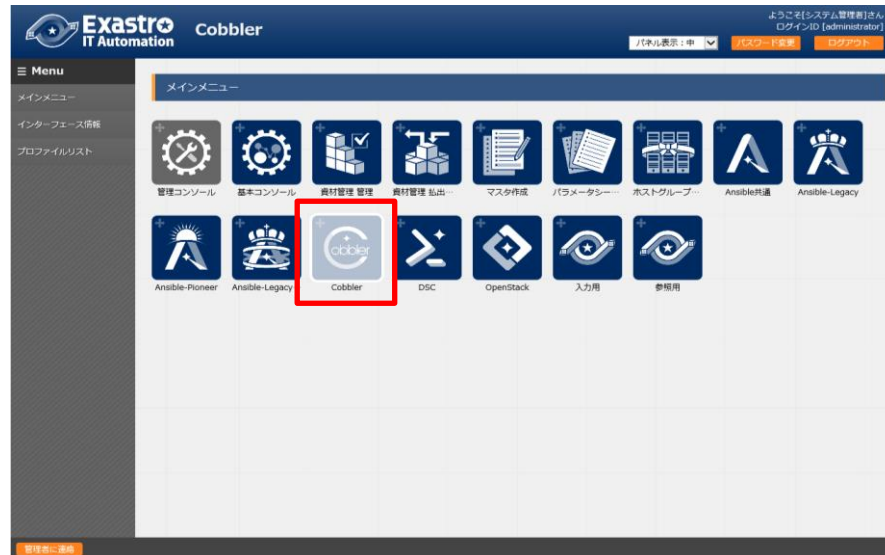 Exastro
IT Automation
Cobbler
ようこそ[システム管理者]さん
ログインID [administrator]
パネル表示 : 中
パスワード変更
ログアウト
☰ Menu
メインメニュー
インターフェース情報
プロファイルリスト
メインメニュー
管理コンソール
基本コンソール
資材管理 管理
資材管理 払出…
マスタ作成
パラメータシー…
ホストグループ…
Ansible共通
Ansible-Legacy
Ansible-Pioneer
Ansible-Legacy
cobbler
Cobbler
DSC
OpenStack
入力用
参照用
管理者に連絡